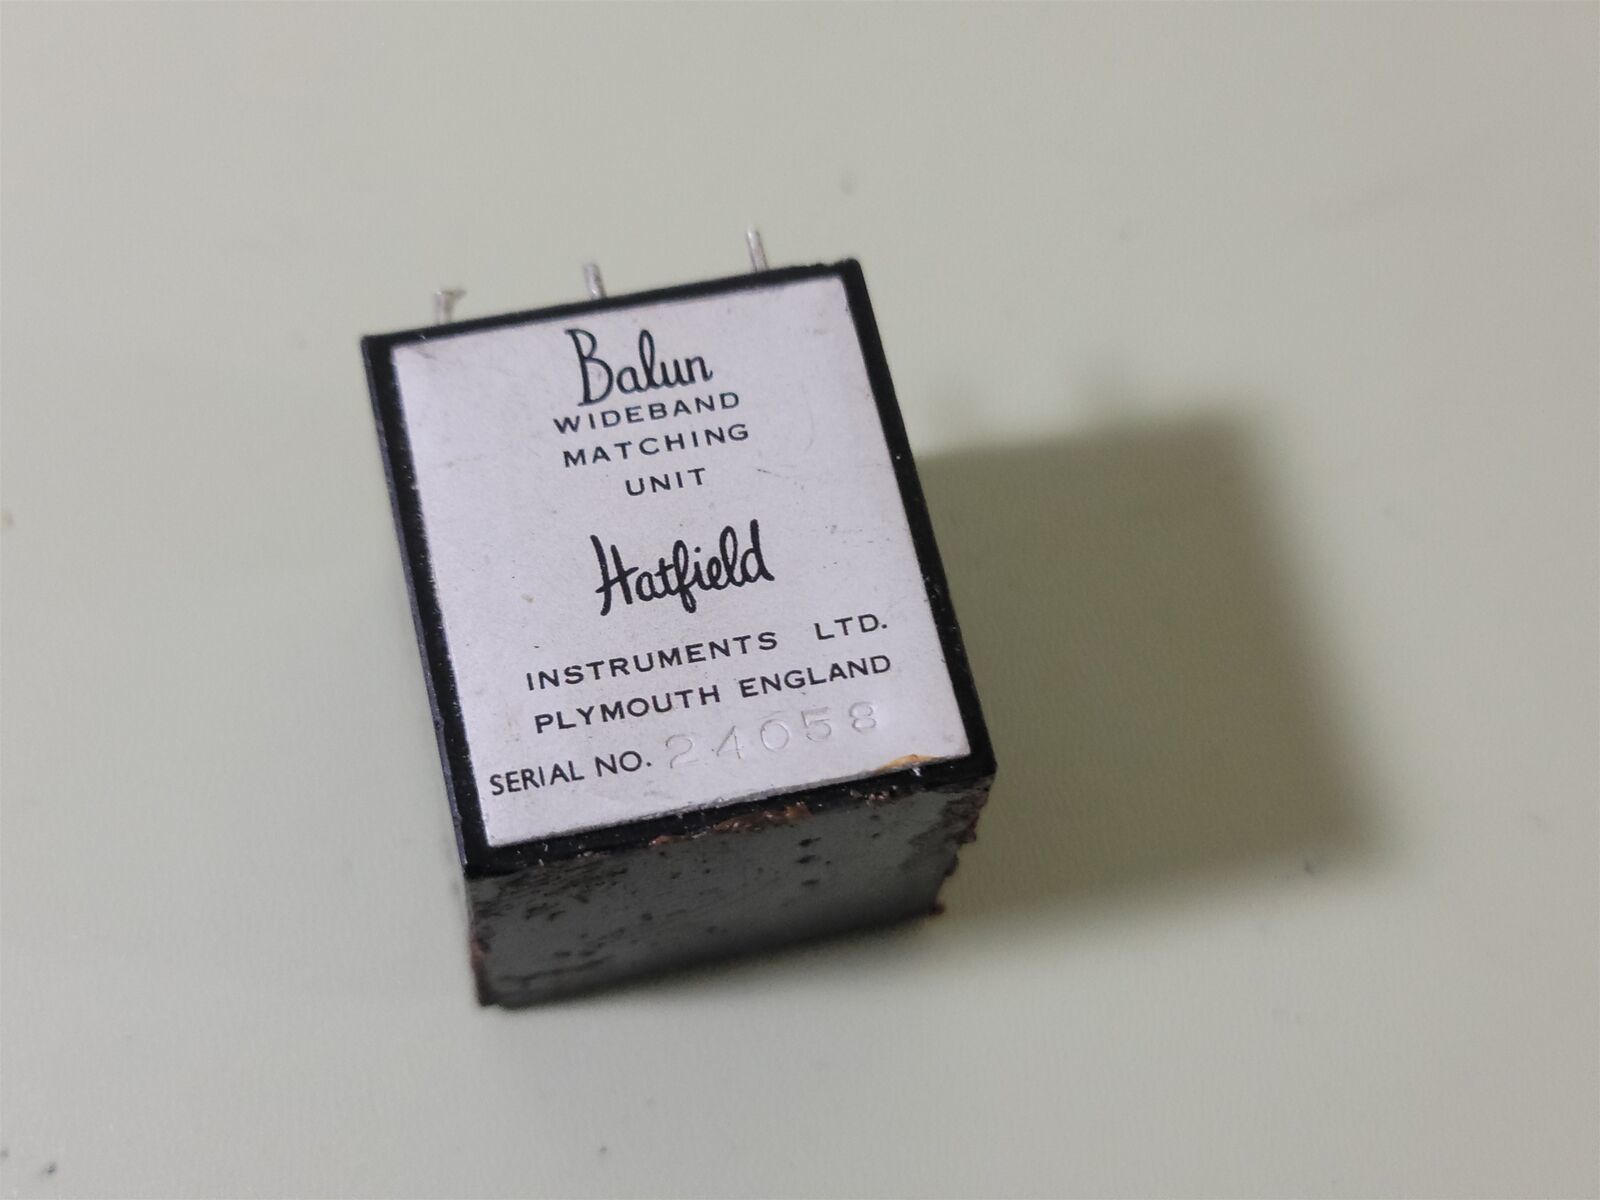 Balun
WIDEBAND
MATCHING
UNIT
Hatfield
INSTRUMENTS LTD.
PLYMOUTH ENGLAND
SERIAL NO. 24058